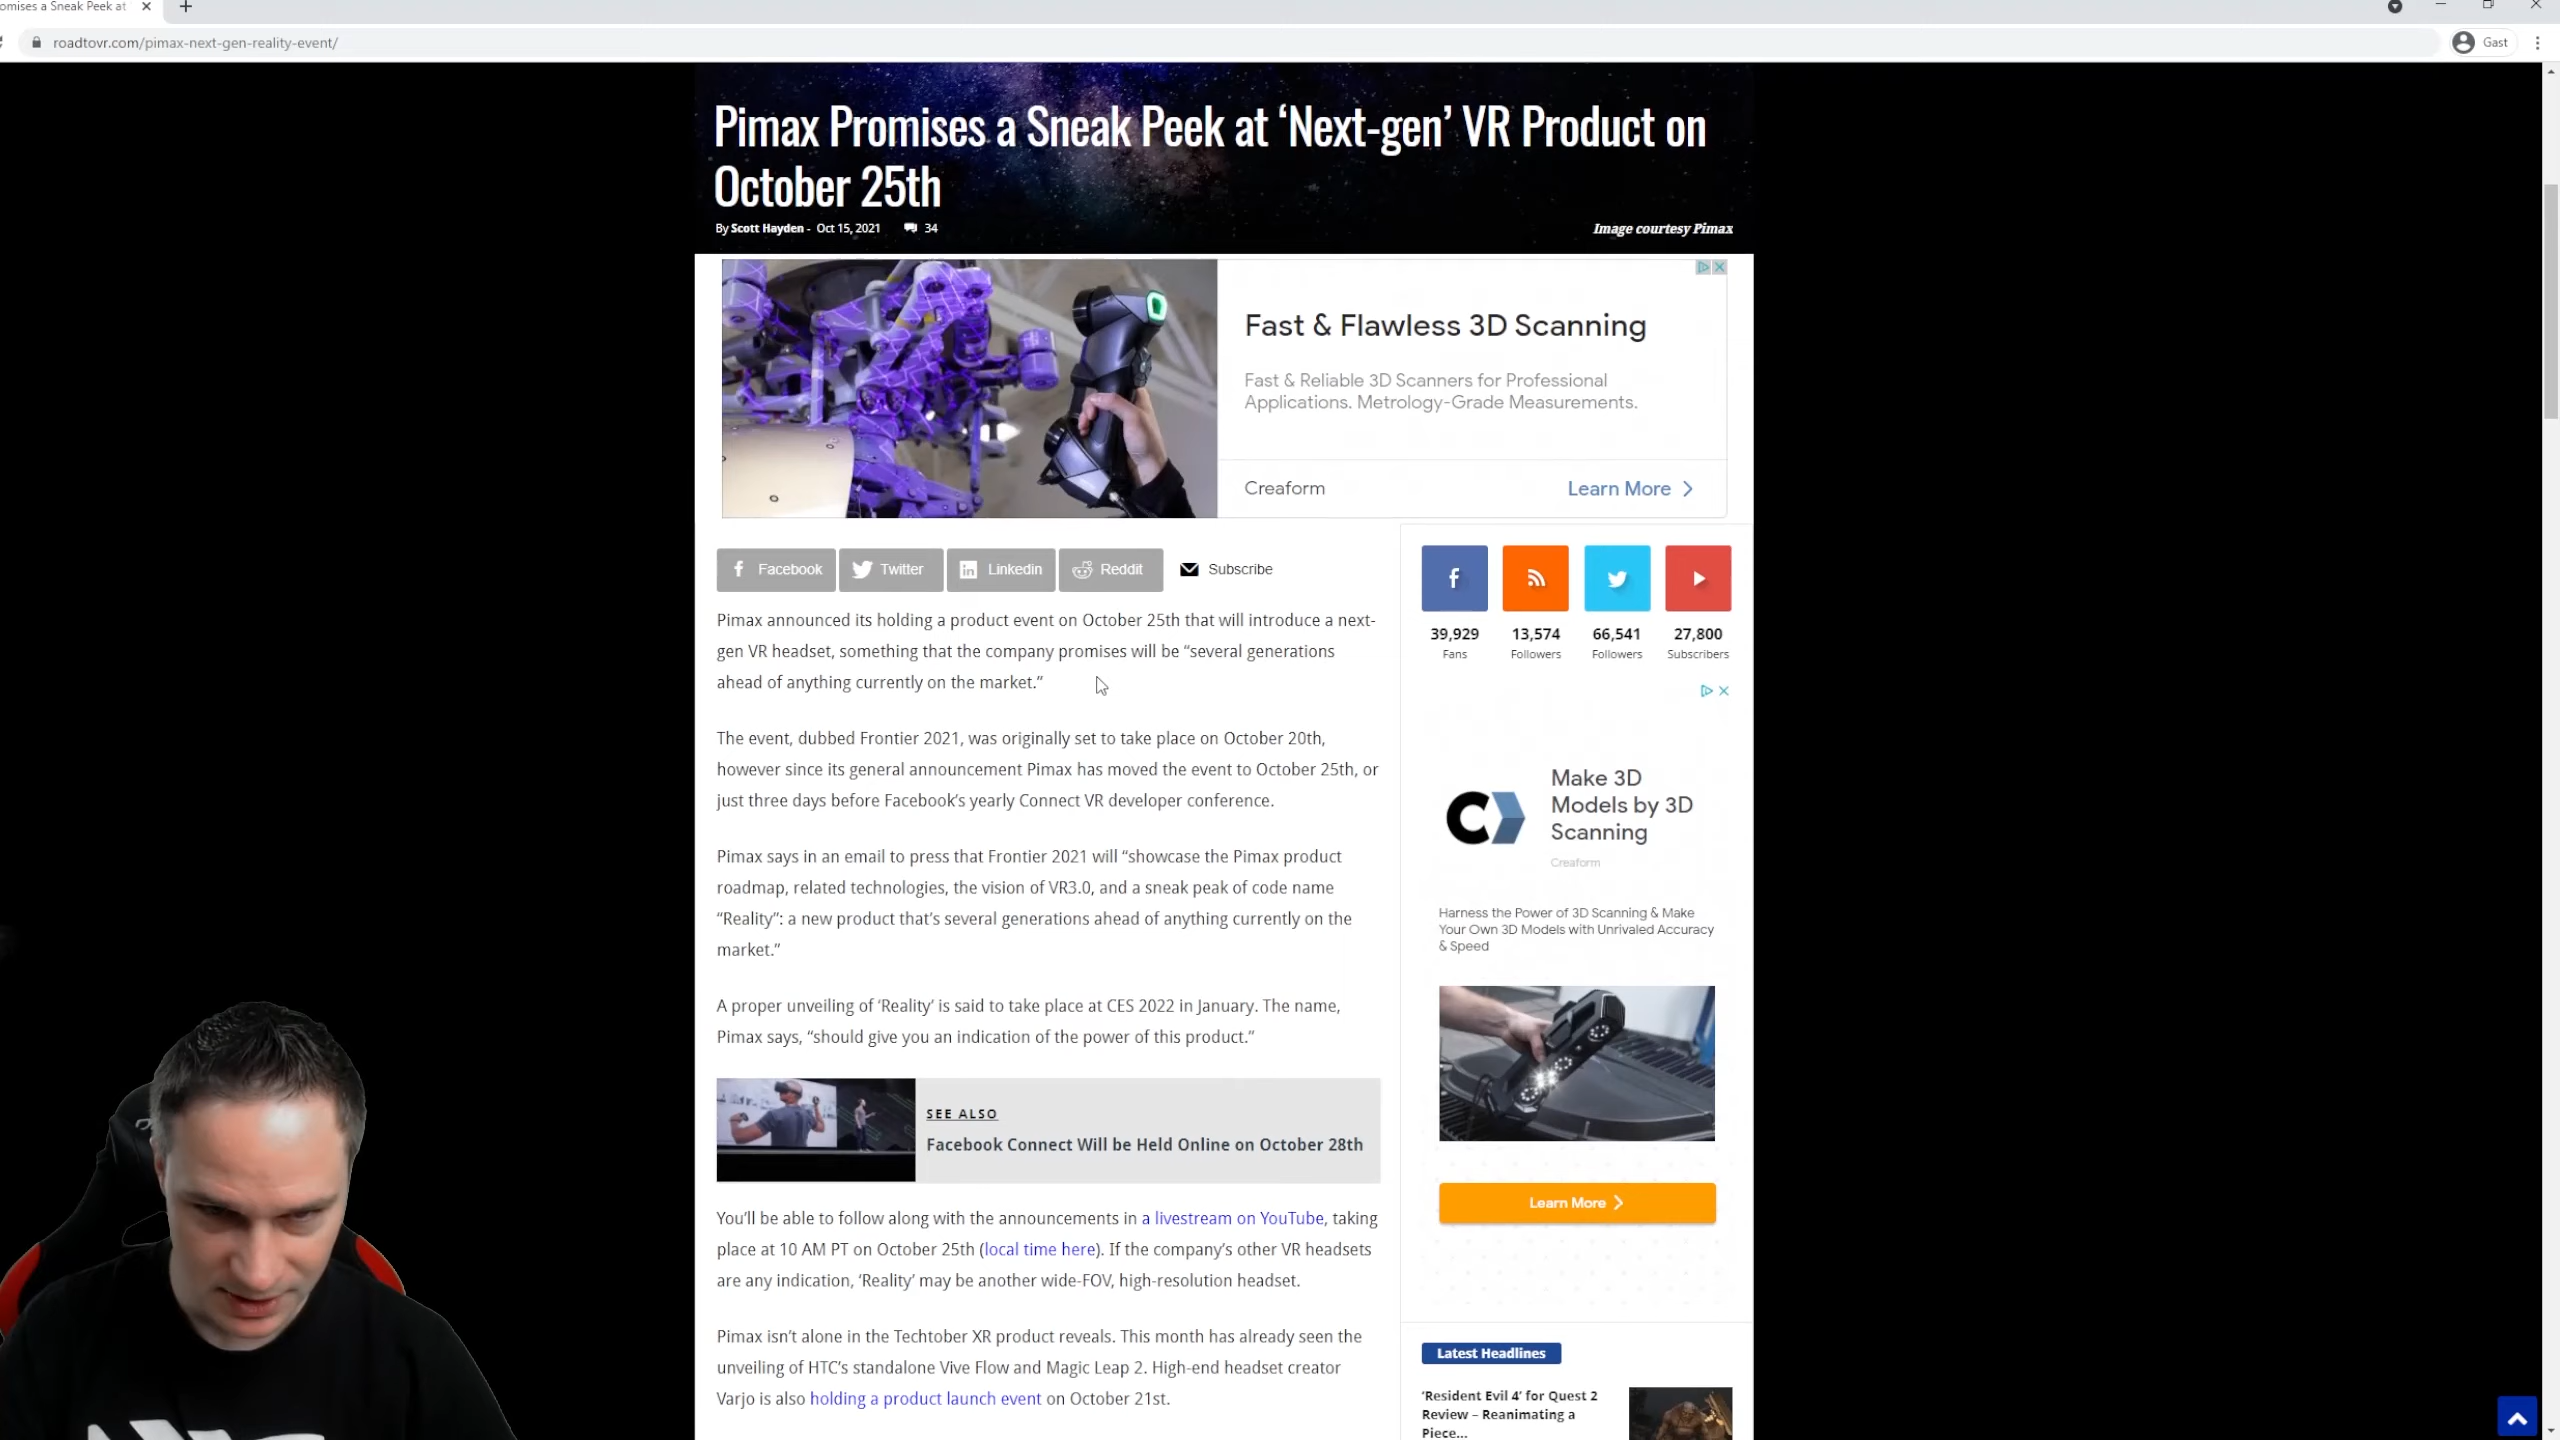 omises a Sneak Peek at
roadtovr.com/pimax-next-gen-reality-event/
Gast
Pimax Promises a Sneak Peek at ‘Next-gen’ VR Product on
October 25th
By Scott Hayden - Oct 15, 2021 34
Image courtesy Pimax
Fast & Flawless 3D Scanning
Fast & Reliable 3D Scanners for Professional
Applications. Metrology-Grade Measurements.
Creaform
Learn More
Facebook
Twitter
Linkedin
Reddit
Subscribe
Pimax announced its holding a product event on October 25th that will introduce a next-
gen VR headset, something that the company promises will be “several generations
ahead of anything currently on the market.”
The event, dubbed Frontier 2021, was originally set to take place on October 20th,
however since its general announcement Pimax has moved the event to October 25th, or
just three days before Facebook’s yearly Connect VR developer conference.
Pimax says in an email to press that Frontier 2021 will “showcase the Pimax product
roadmap, related technologies, the vision of VR3.0, and a sneak peak of code name
“Reality”: a new product that’s several generations ahead of anything currently on the
market.”
A proper unveiling of ‘Reality’ is said to take place at CES 2022 in January. The name,
Pimax says, “should give you an indication of the power of this product.”
SEE ALSO
Facebook Connect Will be Held Online on October 28th
You’ll be able to follow along with the announcements in a livestream on YouTube, taking
place at 10 AM PT on October 25th (local time here). If the company’s other VR headsets
are any indication, ‘Reality’ may be another wide-FOV, high-resolution headset.
Pimax isn’t alone in the Techtober XR product reveals. This month has already seen the
unveiling of HTC’s standalone Vive Flow and Magic Leap 2. High-end headset creator
Varjo is also holding a product launch event on October 21st.
39,929
Fans
13,574
Followers
66,541
Followers
27,800
Subscribers
Make 3D
Models by 3D
Scanning
Creaform
Harness the Power of 3D Scanning & Make
Your Own 3D Models with Unrivaled Accuracy
& Speed
Learn More
Latest Headlines
‘Resident Evil 4’ for Quest 2
Review – Reanimating a
Piece...